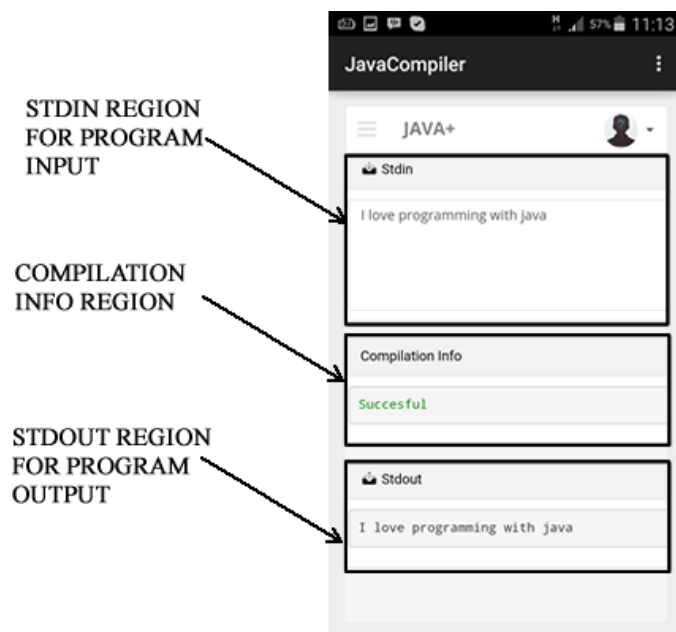 57% 11:13
JavaCompiler
JAVA+
STDIN REGION
FOR PROGRAM
INPUT
Stdin
I love programming with java
COMPILATION
INFO REGION
Compilation Info
Succesful
STDOUT REGION
FOR PROGRAM
OUTPUT
Stdout
I love programming with java